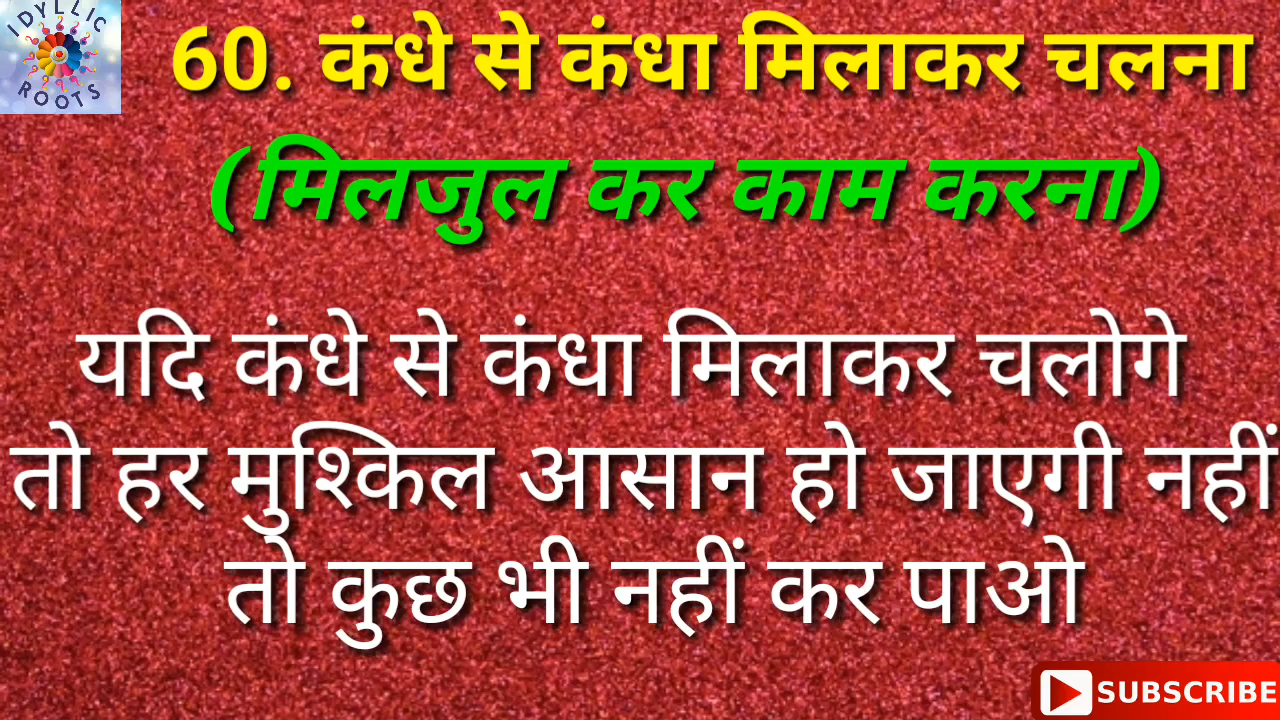 IDYLLIC
ROOTS
60. कंधे से कंधा मिलाकर चलना
(मिलजुल कर काम करना)
यदि कंधे से कंधा मिलाकर चलोगे
तो हर मुश्किल आसान हो जाएगी नहीं
तो कुछ भी नहीं कर पाओ
SUBSCRIBE